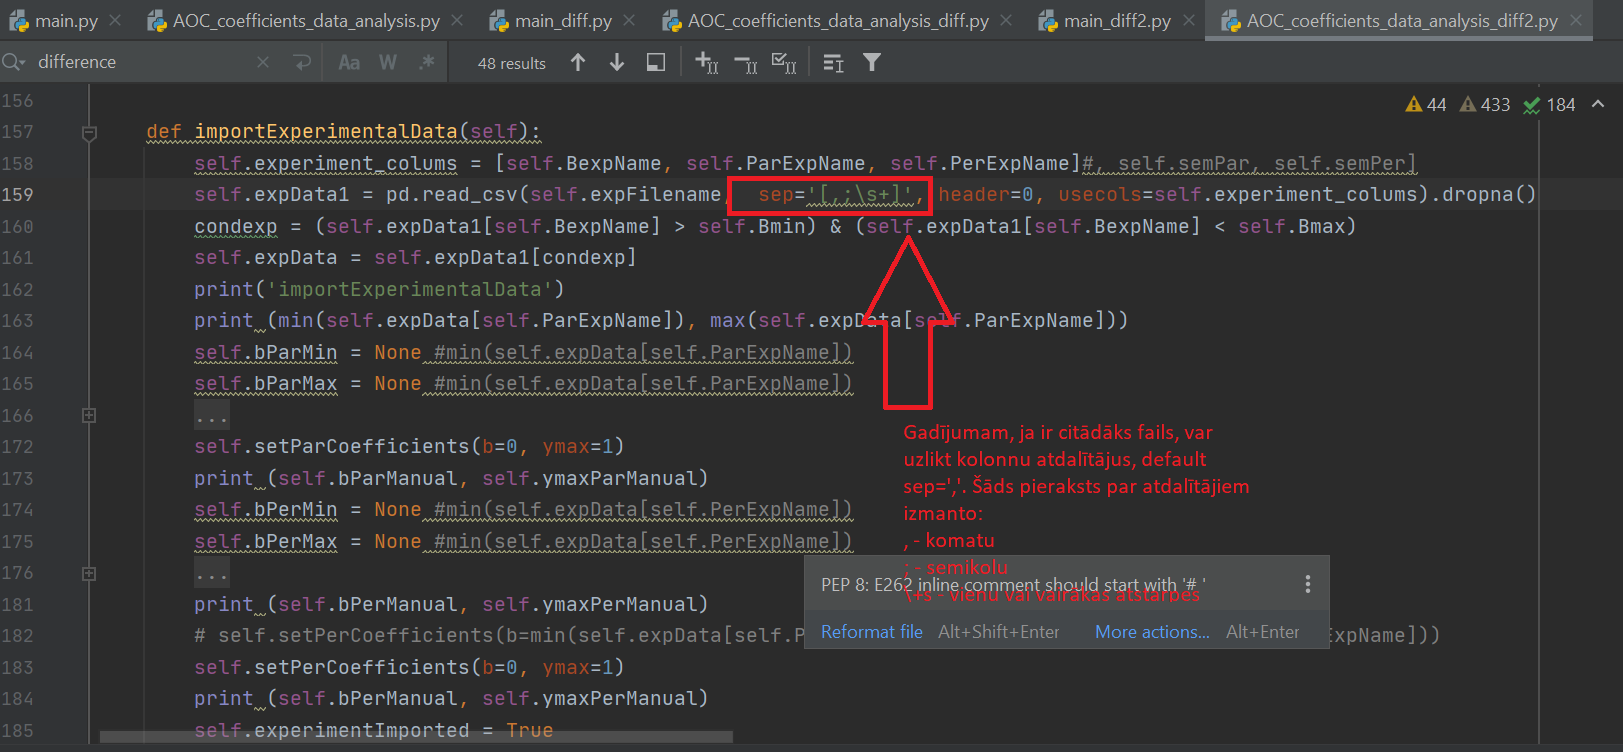 main.py AOC_coefficients_data_analysis.py main_diff.py AOC_coefficients_data_analysis_diff.py main_diff2.py AOC_coefficients_data_analysis_diff2.py
difference Aa W .* 48 results
44 433 184
156
157 def importExperimentalData(self):
158 self.experiment_colums = [self.BexpName, self.ParExpName, self.PerExpName]#, self.semPar, self.semPer]
159 self.expData1 = pd.read_csv(self.expFilename, sep='[,;\s+]', header=0, usecols=self.experiment_colums).dropna()
160 condexp = (self.expData1[self.BexpName] > self.Bmin) & (self.expData1[self.BexpName] < self.Bmax)
161 self.expData = self.expData1[condexp]
162 print('importExperimentalData')
163 print (min(self.expData[self.ParExpName]), max(self.expData[self.ParExpName]))
164 self.bParMin = None #min(self.expData[self.ParExpName])
165 self.bParMax = None #min(self.expData[self.ParExpName])
166 ...
172 self.setParCoefficients(b=0, ymax=1)
173 print (self.bParManual, self.ymaxParManual)
174 self.bPerMin = None #min(self.expData[self.PerExpName])
175 self.bPerMax = None #min(self.expData[self.PerExpName])
176 ...
181 print (self.bPerManual, self.ymaxPerManual)
182 # self.setPerCoefficients(b=min(self.expData[self.P ExpName]))
183 self.setPerCoefficients(b=0, ymax=1)
184 print (self.bPerManual, self.ymaxPerManual)
185 self.experimentImported = True
Gadījumam, ja ir citādāks fails, var
uzlikt kolonnu atdalītājus, default
sep=','. Šāds pieraksts par atdalītājiem
izmanto:
, - komatu
; - semikolu
\+s - vienu vai vairākas atstarpes
PEP 8: E262 inline comment should start with '# '
Reformat file Alt+Shift+Enter More actions... Alt+Enter